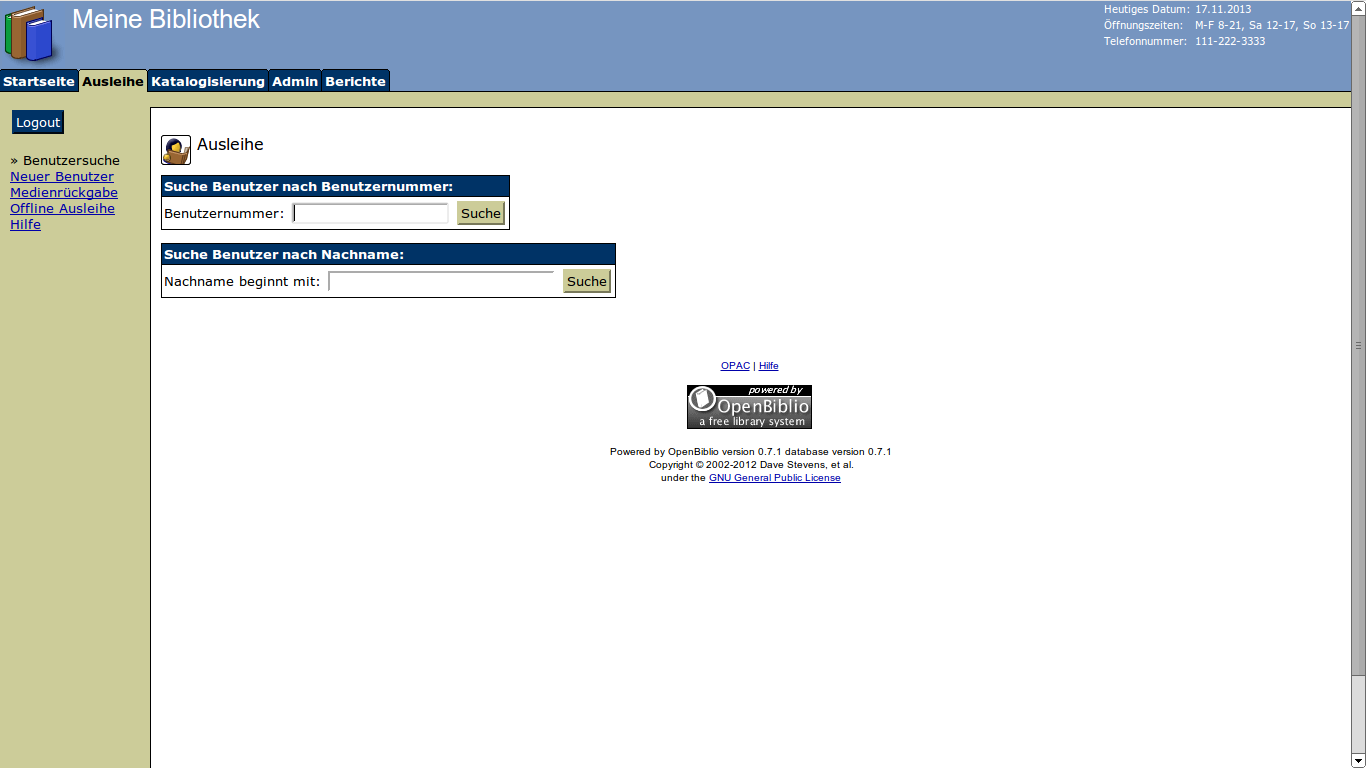 Meine Bibliothek
Heutiges Datum: 17.11.2013
Öffnungszeiten: M-F 8-21, Sa 12-17, So 13-17
Telefonnummer: 111-222-3333
Startseite Ausleihe Katalogisierung Admin Berichte
Logout
» Benutzersuche
Neuer Benutzer
Medienrückgabe
Offline Ausleihe
Hilfe
Ausleihe
Suche Benutzer nach Benutzernummer:
Benutzernummer: Suche
Suche Benutzer nach Nachname:
Nachname beginnt mit: Suche
OPAC | Hilfe
powered by
OpenBiblio
a free library system
Powered by OpenBiblio version 0.7.1 database version 0.7.1
Copyright © 2002-2012 Dave Stevens, et al.
under the GNU General Public License